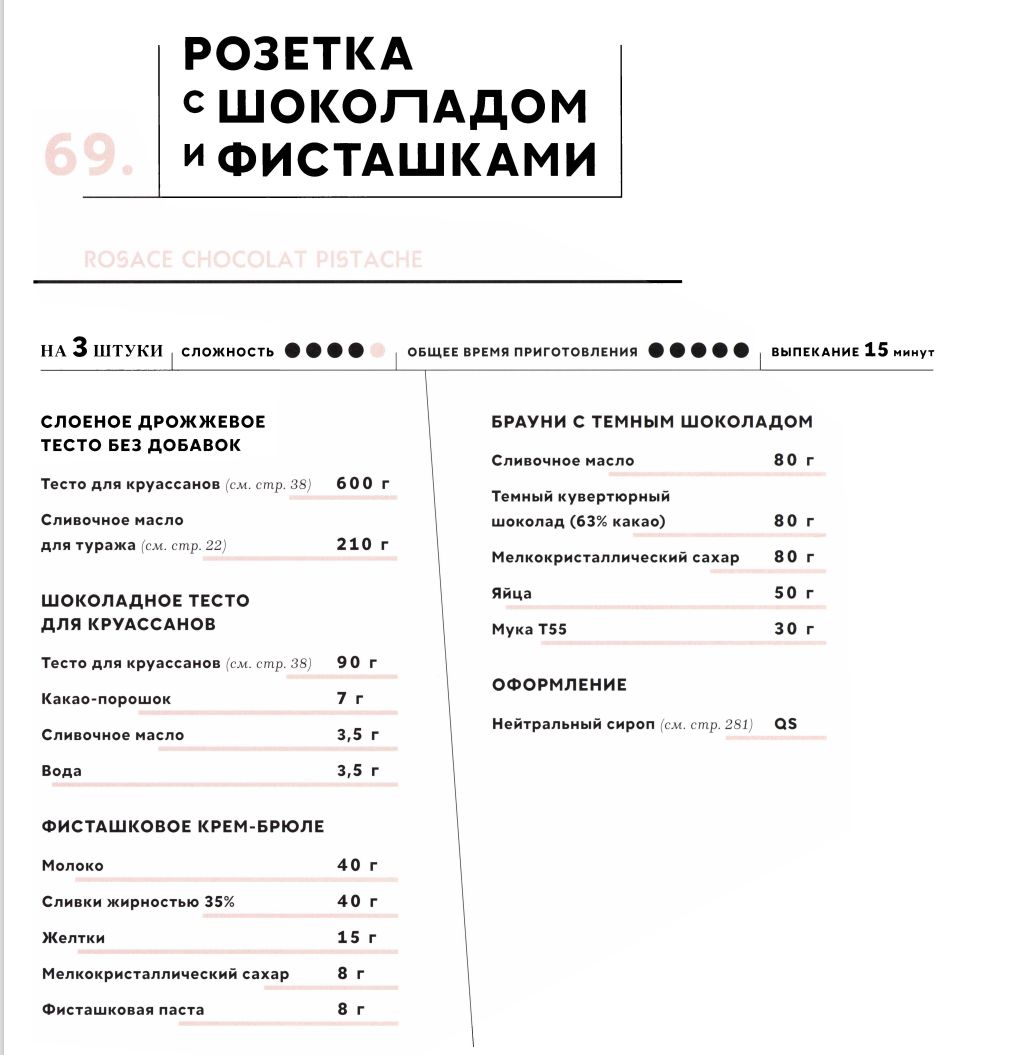 69.
РОЗЕТКА
с ШОКОЛАДОМ
и ФИСТАШКАМИ
ROSACE CHOCOLAT PISTACHE
НА 3 ШТУКИ СЛОЖНОСТЬ ОБЩЕЕ ВРЕМЯ ПРИГОТОВЛЕНИЯ ВЫПЕКАНИЕ 15 минут
СЛОЕНОЕ ДРОЖЖЕВОЕ
ТЕСТО БЕЗ ДОБАВОК
Тесто для круассанов (см. стр. 38) 600 г
Сливочное масло
для туража (см. стр. 22) 210 г
ШОКОЛАДНОЕ ТЕСТО
ДЛЯ КРУАССАНОВ
Тесто для круассанов (см. стр. 38) 90 г
Какао-порошок 7 г
Сливочное масло 3,5 г
Вода 3,5 г
ФИСТАШКОВОЕ КРЕМ-БРЮЛЕ
Молоко 40 г
Сливки жирностью 35% 40 г
Желтки 15 г
Мелкокристаллический сахар 8 г
Фисташковая паста 8 г
БРАУНИ С ТЕМНЫМ ШОКОЛАДОМ
Сливочное масло 80 г
Темный кувертюрный
шоколад (63% какао) 80 г
Мелкокристаллический сахар 80 г
Яйца 50 г
Мука T55 30 г
ОФОРМЛЕНИЕ
Нейтральный сироп (см. стр. 281) QS